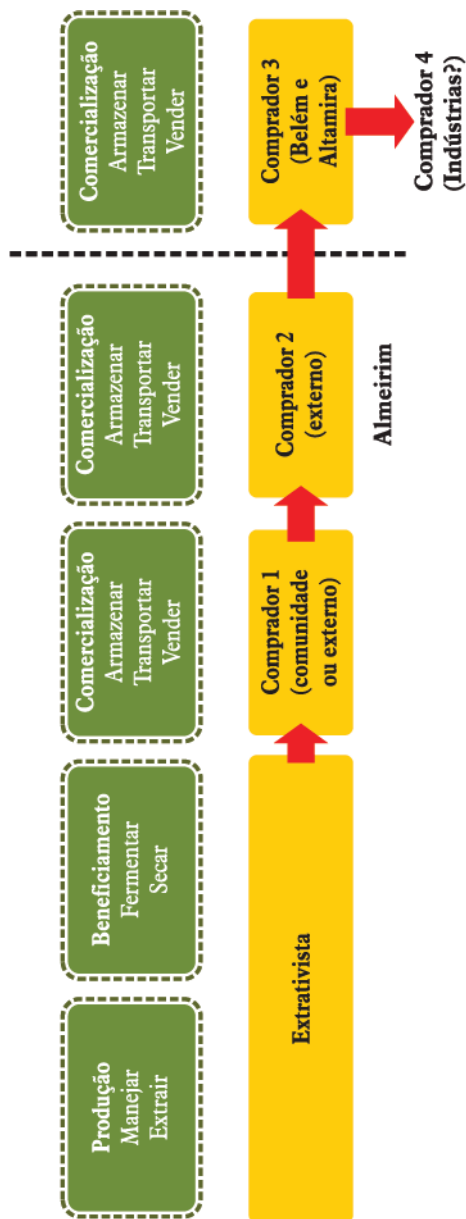 Produção
Manejar
Extrair
Beneficiamento
Fermentar
Secar
Comercialização
Armazenar
Transportar
Vender
Comercialização
Armazenar
Transportar
Vender
Comercialização
Armazenar
Transportar
Vender
Extrativista
Comprador 1
(comunidade
ou externo)
Comprador 2
(externo)
Comprador 3
(Belém e
Altamira)
Almeirim
Comprador 4
(Indústrias?)